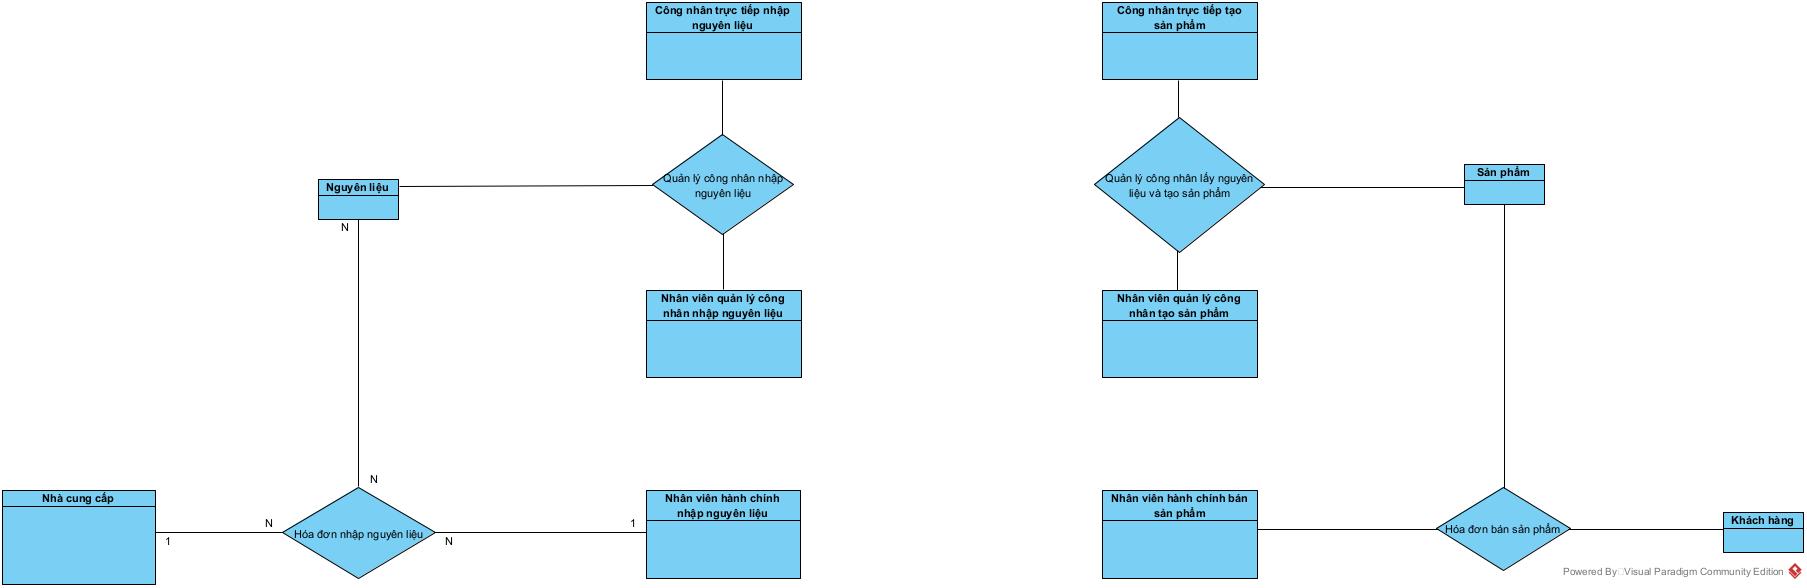 Công nhân trực tiếp nhập
nguyên liệu
Công nhân trực tiếp tạo
sản phẩm
Quản lý công nhân nhập
nguyên liệu
Quản lý công nhân lấy nguyên
liệu và tạo sản phẩm
Nguyên liệu
Sản phẩm
N
Nhân viên quản lý công
nhân nhập nguyên liệu
Nhân viên quản lý công
nhân tạo sản phẩm
N
Nhà cung cấp
Nhân viên hành chính
nhập nguyên liệu
Nhân viên hành chính bán
sản phẩm
N
1
Hóa đơn nhập nguyên liệu
1
N
Hóa đơn bán sản phẩm
Khách hàng
Powered By Visual Paradigm Community Edition